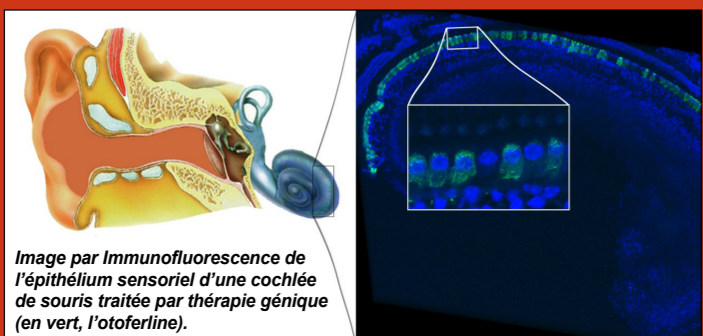 Image par Immunofluorescence de
l'épithélium sensoriel d'une cochlée
de souris traitée par thérapie génique
(en vert, l'otoferline).